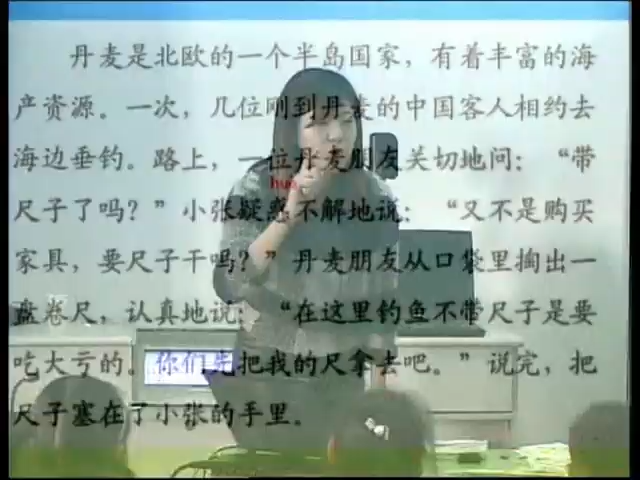 丹麦是北欧的一个半岛国家，有着丰富的海
产资源。一次，几位刚到丹麦的中国客人相约去
海边垂钓。路上，一位丹麦朋友关切地问：“带
huò
尺子了吗？”小张疑惑不解地说：“又不是购买
家具，要尺子干吗？”丹麦朋友从口袋里掏出一
盘卷尺，认真地说：“在这里钓鱼不带尺子是要
吃大亏的。你们先把我的尺拿去吧。”说完，把
尺子塞在了小张的手里。